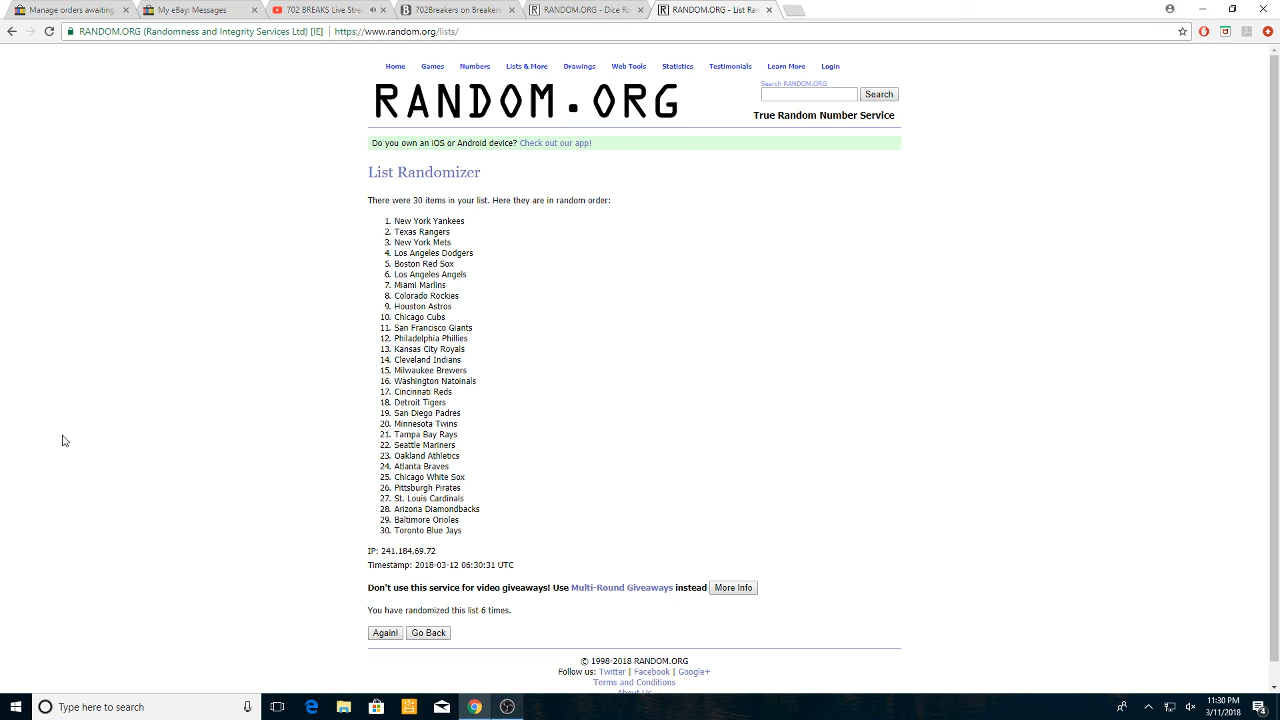 Manage orders awaiting
My eBay: Messages
702 BREAKS Live Stre
702Breakers on Breakers
RANDOM.ORG - Dice Ro
RANDOM.ORG - List Ran
RANDOM.ORG (Randomness and Integrity Services Ltd) [IE] | https://www.random.org/lists/
Home Games Numbers Lists & More Drawings Web Tools Statistics Testimonials Learn More Login
RANDOM.ORG
Search RANDOM.ORG
Search
True Random Number Service
Do you own an iOS or Android device? Check out our app!
List Randomizer
There were 30 items in your list. Here they are in random order:
1. New York Yankees
2. Texas Rangers
3. New York Mets
4. Los Angeles Dodgers
5. Boston Red Sox
6. Los Angeles Angels
7. Miami Marlins
8. Colorado Rockies
9. Houston Astros
10. Chicago Cubs
11. San Francisco Giants
12. Philadelphia Phillies
13. Kansas City Royals
14. Cleveland Indians
15. Milwaukee Brewers
16. Washington Natoinals
17. Cincinnati Reds
18. Detroit Tigers
19. San Diego Padres
20. Minnesota Twins
21. Tampa Bay Rays
22. Seattle Mariners
23. Oakland Athletics
24. Atlanta Braves
25. Chicago White Sox
26. Pittsburgh Pirates
27. St. Louis Cardinals
28. Arizona Diamondbacks
29. Baltimore Orioles
30. Toronto Blue Jays
IP: 241.184.69.72
Timestamp: 2018-03-12 06:30:31 UTC
Don't use this service for video giveaways! Use Multi-Round Giveaways instead More Info
You have randomized this list 6 times.
Again! Go Back
© 1998-2018 RANDOM.ORG
Follow us: Twitter | Facebook | Google+
Terms and Conditions
About Us
Type here to search
11:30 PM
3/11/2018